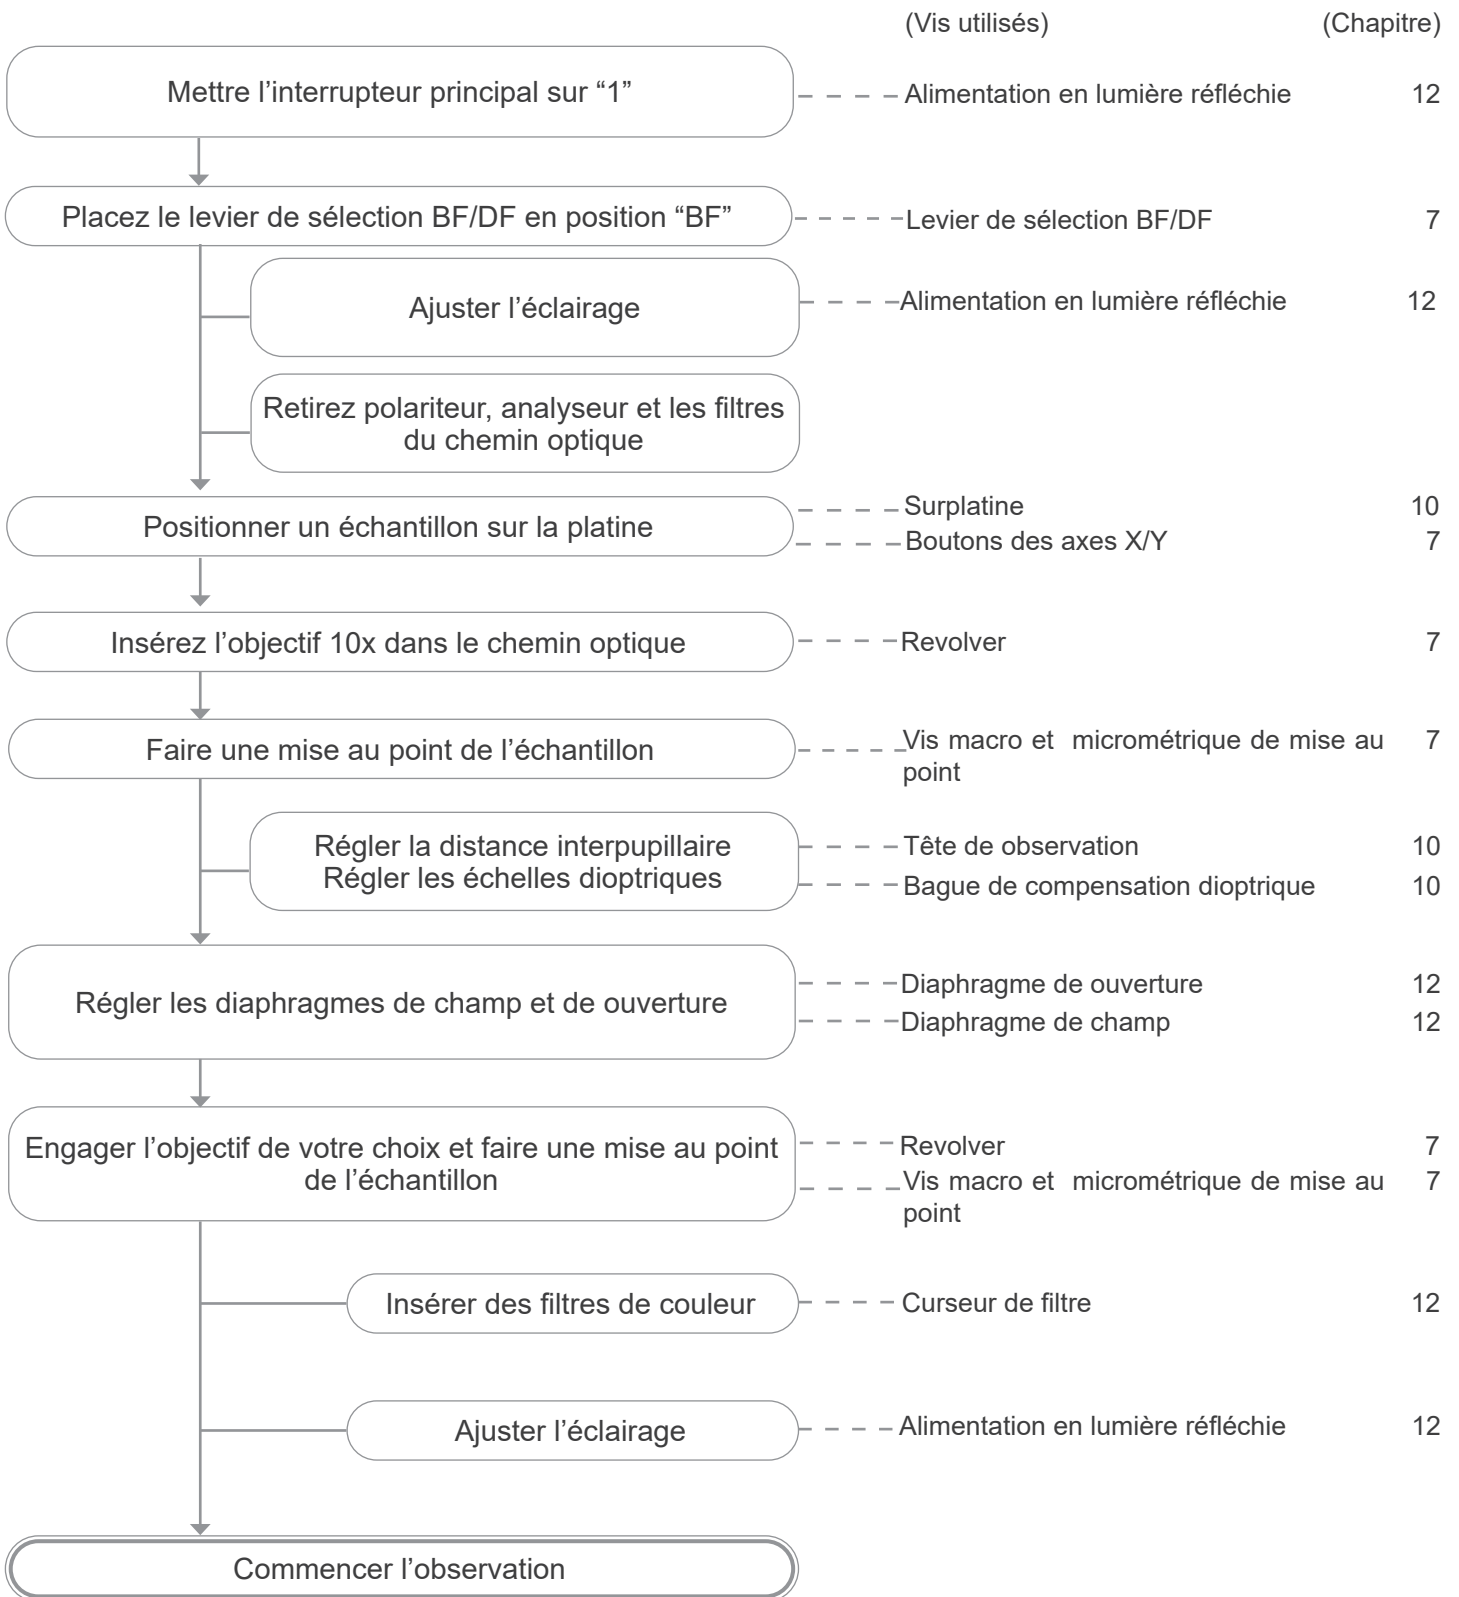 (Vis utilisés) (Chapitre)
Mettre l’interrupteur principal sur “1” Alimentation en lumière réfléchie 12
Placez le levier de sélection BF/DF en position “BF” Levier de sélection BF/DF 7
Ajuster l’éclairage Alimentation en lumière réfléchie 12
Retirez polariteur, analyseur et les filtres
du chemin optique
Positionner un échantillon sur la platine
Surplatine 10
Boutons des axes X/Y 7
Insérez l’objectif 10x dans le chemin optique Revolver 7
Faire une mise au point de l’échantillon
Vis macro et micrométrique de mise au 7
point
Régler la distance interpupillaire Tête de observation 10
Régler les échelles dioptriques Bague de compensation dioptrique 10
Régler les diaphragmes de champ et de ouverture
Diaphragme de ouverture 12
Diaphragme de champ 12
Engager l’objectif de votre choix et faire une mise au point
de l’échantillon
Revolver 7
Vis macro et micrométrique de mise au 7
point
Insérer des filtres de couleur Curseur de filtre 12
Ajuster l’éclairage Alimentation en lumière réfléchie 12
Commencer l’observation